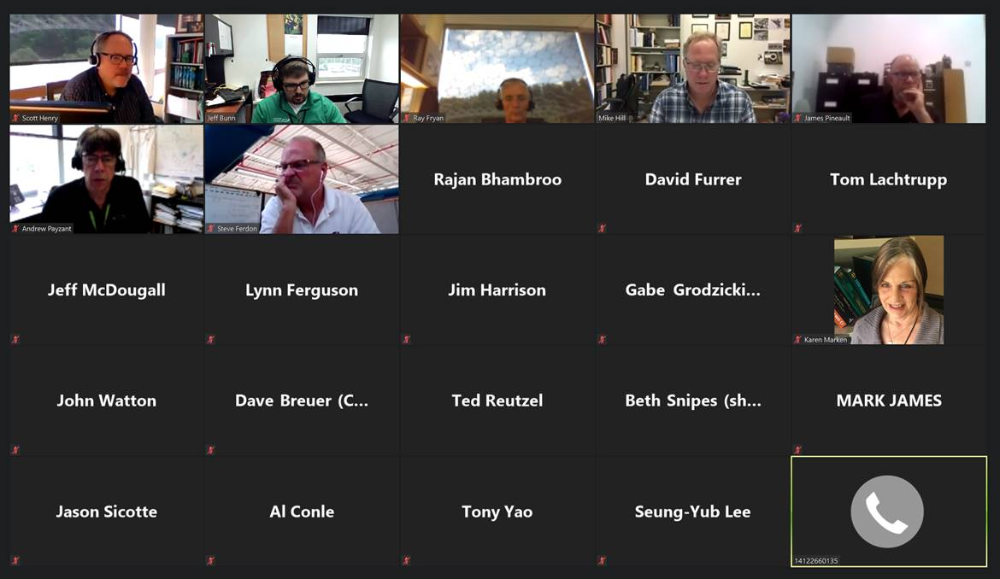 Scott Henry
Jeff Bunn
Ray Fryan
Mike Hill
James Pineault
Andrew Payzant
Steve Ferdon
Rajan Bhambroo
David Furrer
Tom Lachtrupp
Jeff McDougall
Lynn Ferguson
Jim Harrison
Gabe Grodzicki...
Karen Marken
John Watton
Dave Breuer (C...
Ted Reutzel
Beth Snipes (sh...
MARK JAMES
Jason Sicotte
Al Conle
Tony Yao
Seung-Yub Lee
14122660135